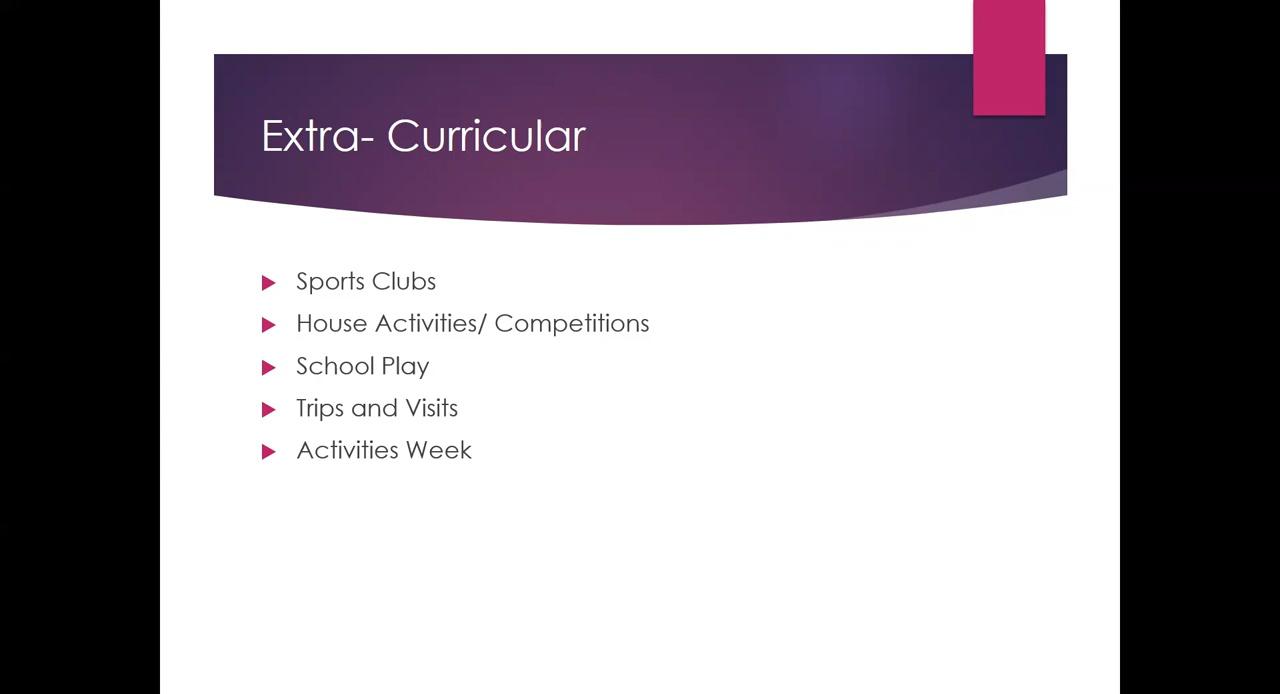 Extra- Curricular
Sports Clubs
House Activities/ Competitions
School Play
Trips and Visits
Activities Week